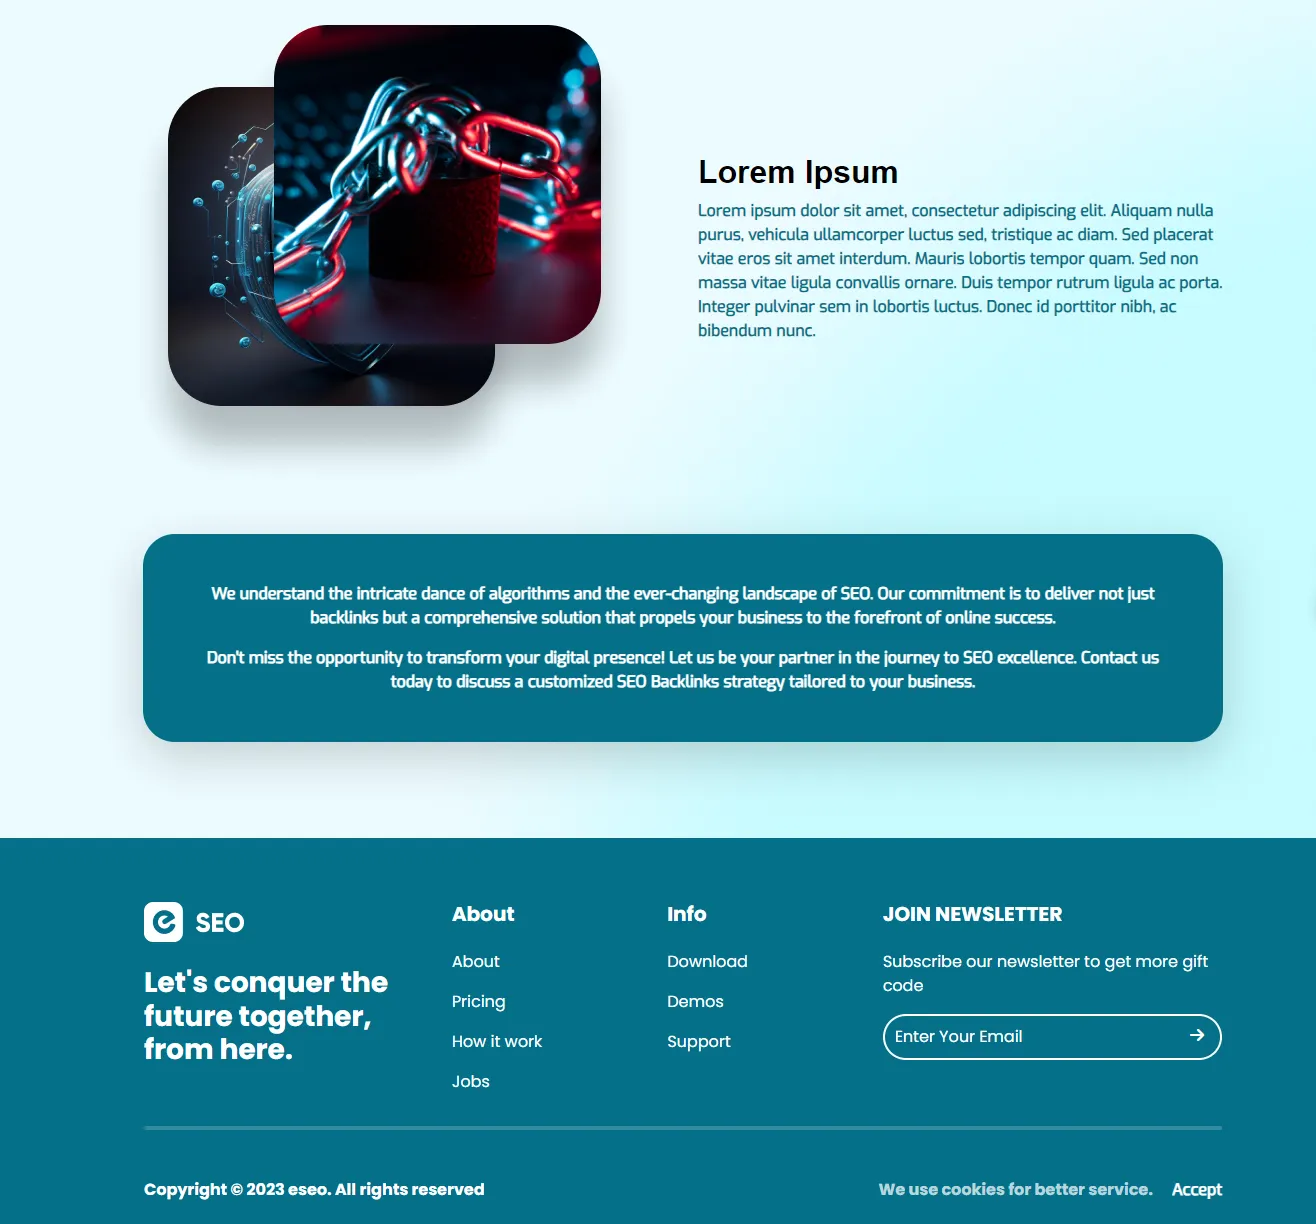 Lorem Ipsum
Lorem ipsum dolor sit amet, consectetur adipiscing elit. Aliquam nulla
purus, vehicula ullamcorper luctus sed, tristique ac diam. Sed placerat
vitae eros sit amet interdum. Mauris lobortis tempor quam. Sed non
massa vitae ligula convallis ornare. Duis tempor rutrum ligula ac porta.
Integer pulvinar sem in lobortis luctus. Donec id porttitor nibh, ac
bibendum nunc.
We understand the intricate dance of algorithms and the ever-changing landscape of SEO. Our commitment is to deliver not just
backlinks but a comprehensive solution that propels your business to the forefront of online success.
Don't miss the opportunity to transform your digital presence! Let us be your partner in the journey to SEO excellence. Contact us
today to discuss a customized SEO Backlinks strategy tailored to your business.
e SEO
Let's conquer the
future together,
from here.
About
About
Pricing
How it work
Jobs
Info
Download
Demos
Support
JOIN NEWSLETTER
Subscribe our newsletter to get more gift
code
Enter Your Email
Copyright © 2023 eseo. All rights reserved
We use cookies for better service. Accept